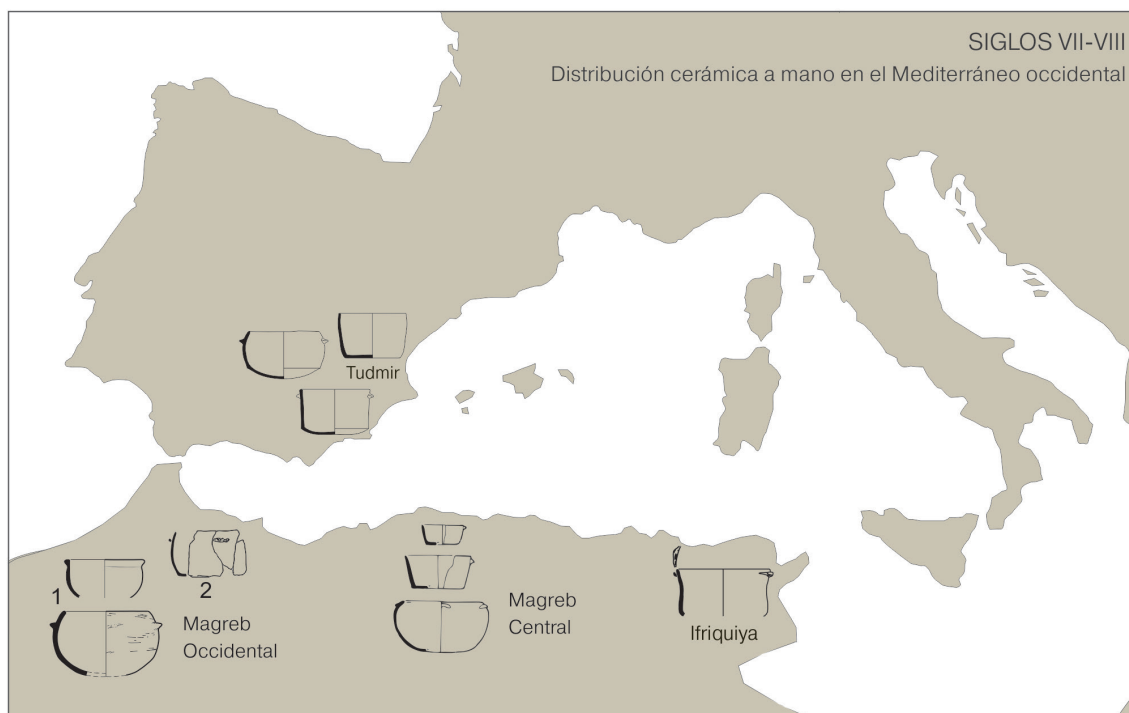 SIGLOS VII-VIII
Distribución cerámica a mano en el Mediterráneo occidental
Tudmir
1
2
Magreb
Occidental
Magreb
Central
Ifriquiya